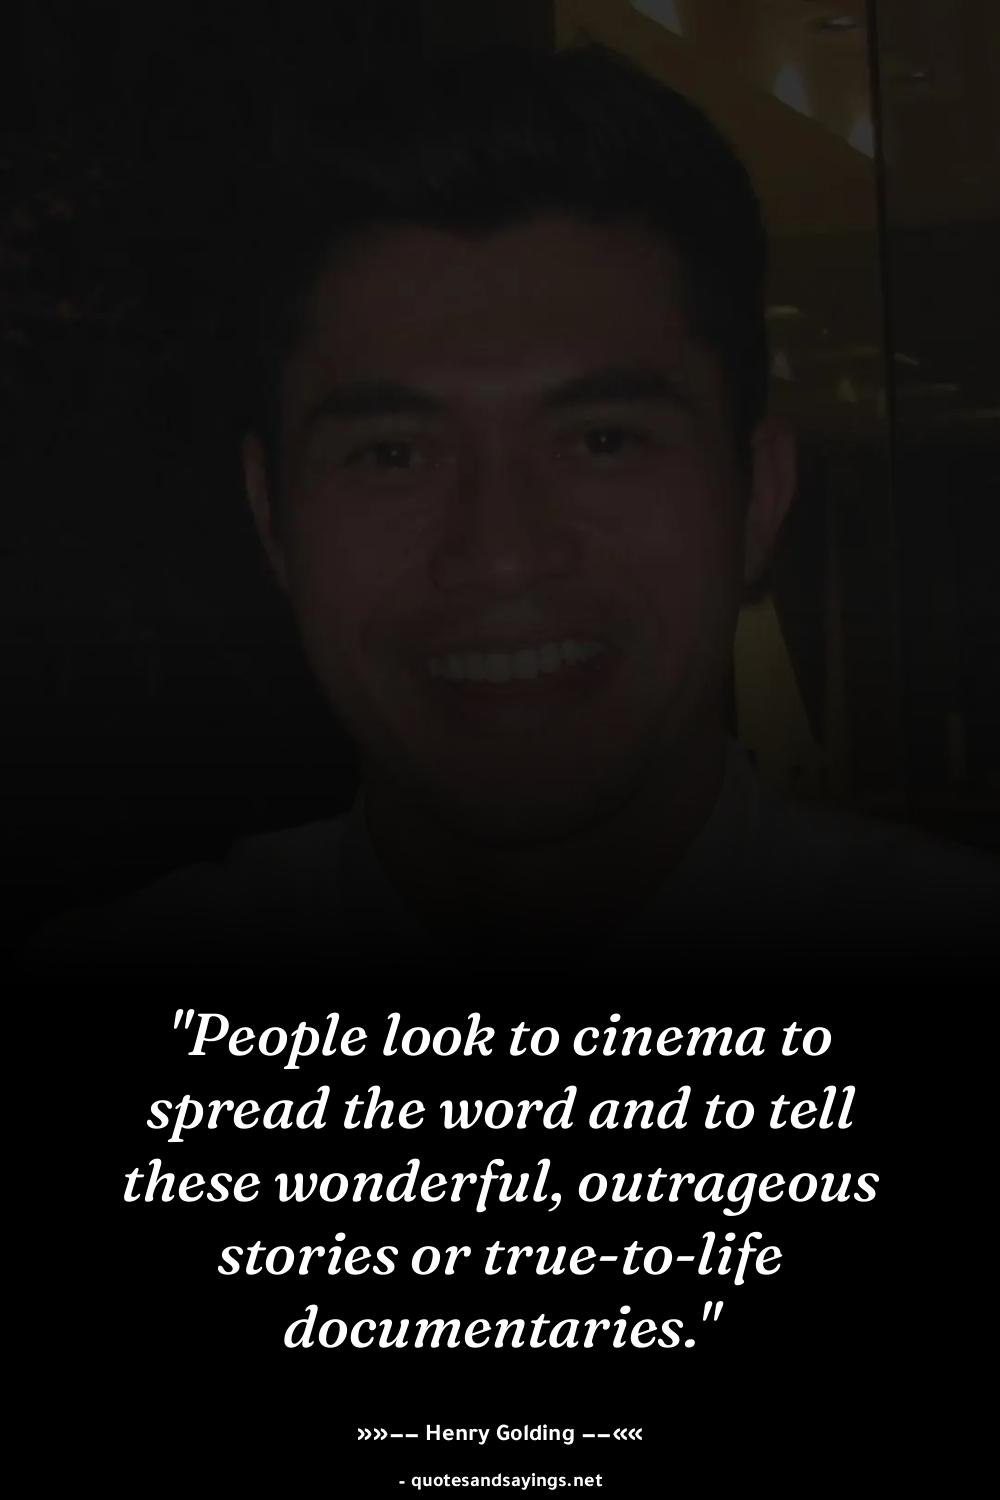 "People look to cinema to
spread the word and to tell
these wonderful, outrageous
stories or true-to-life
documentaries."
»»–– Henry Golding ––««
- quotesandsayings.net